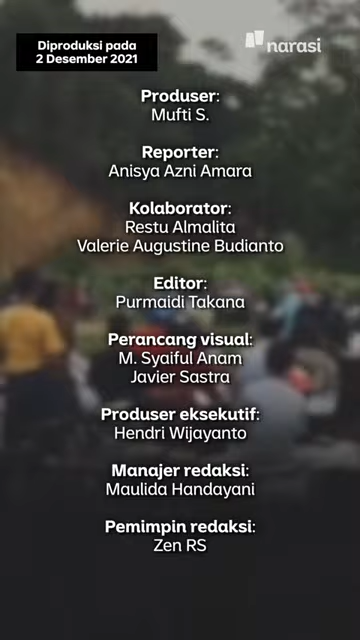 Diproduksi pada
2 Desember 2021
narasi
Produser:
Mufti S.
Reporter:
Anisya Azni Amara
Kolaborator:
Restu Almalita
Valerie Augustine Budianto
Editor:
Purmaidi Takana
Perancang visual:
M. Syaiful Anam
Javier Sastra
Produser eksekutif:
Hendri Wijayanto
Manajer redaksi:
Maulida Handayani
Pemimpin redaksi:
Zen RS